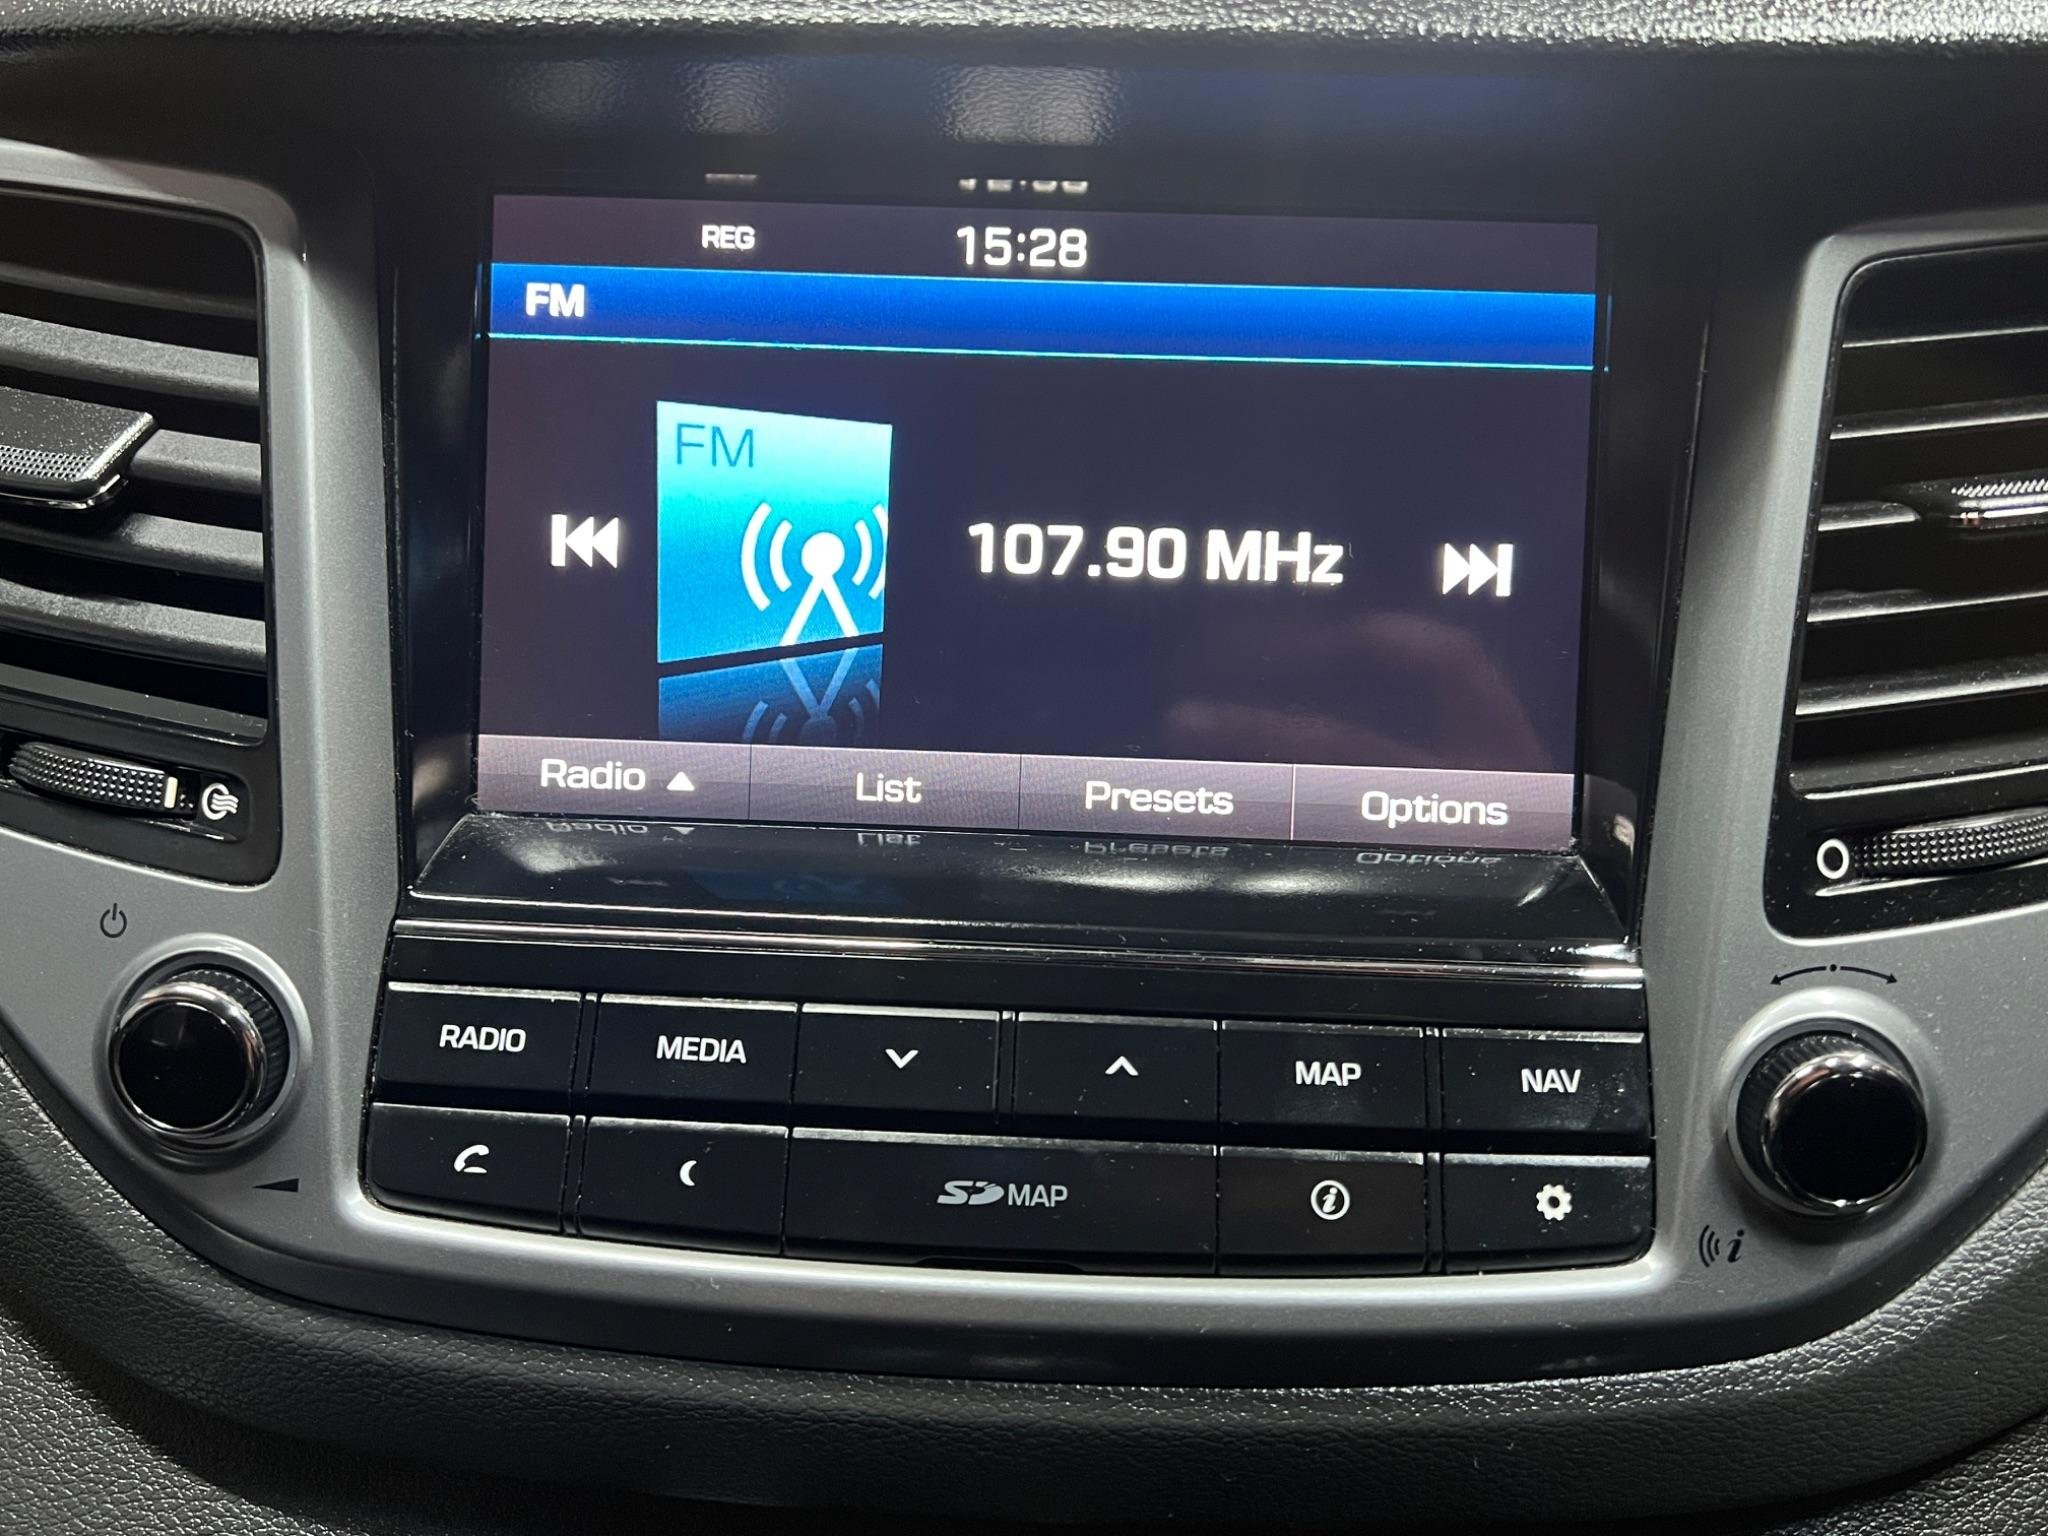 REG 15:28
FM
FM
107.90 MHz
Radio List Presets Options
RADIO MEDIA MAP NAV
SD MAP i
i